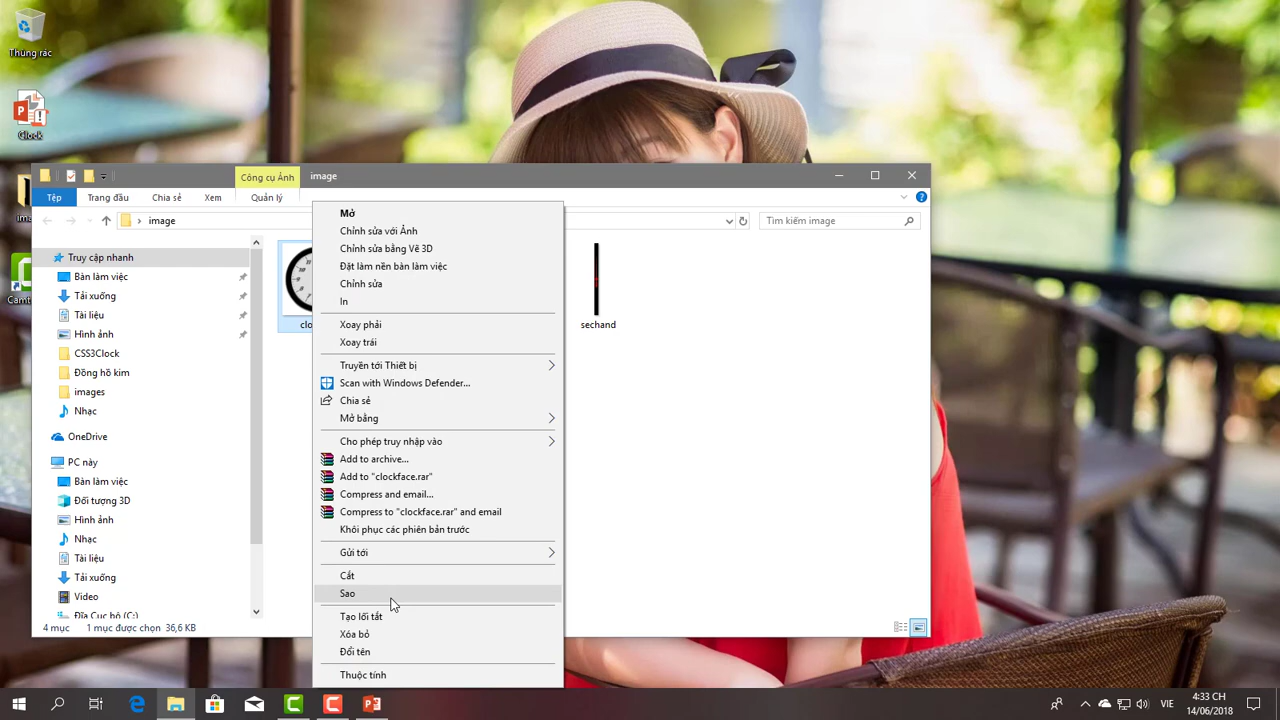 Thùng rác
Clock
Công cụ Ảnh
image
Tệp
Trang đầu
Chia sẻ
Xem
Quản lý
image
Tìm kiếm image
Truy cập nhanh
Bàn làm việc
Tải xuống
Tài liệu
Hình ảnh
CSS3Clock
Đồng hồ kim
images
Nhạc
OneDrive
PC này
Bàn làm việc
Đối tượng 3D
Hình ảnh
Nhạc
Tài liệu
Tải xuống
Video
Đĩa Cục bộ (C:)
sechand
Mở
Chỉnh sửa với Ảnh
Chỉnh sửa bằng Vẽ 3D
Đặt làm nền bàn làm việc
Chỉnh sửa
In
Xoay phải
Xoay trái
Truyền tới Thiết bị
Scan with Windows Defender...
Chia sẻ
Mở bằng
Cho phép truy nhập vào
Add to archive...
Add to "clockface.rar"
Compress and email...
Compress to "clockface.rar" and email
Khôi phục các phiên bản trước
Gửi tới
Cắt
Sao
Tạo lối tắt
Xóa bỏ
Đổi tên
Thuộc tính
4 mục
1 mục được chọn 36,6 KB
VIE
4:33 CH
14/06/2018